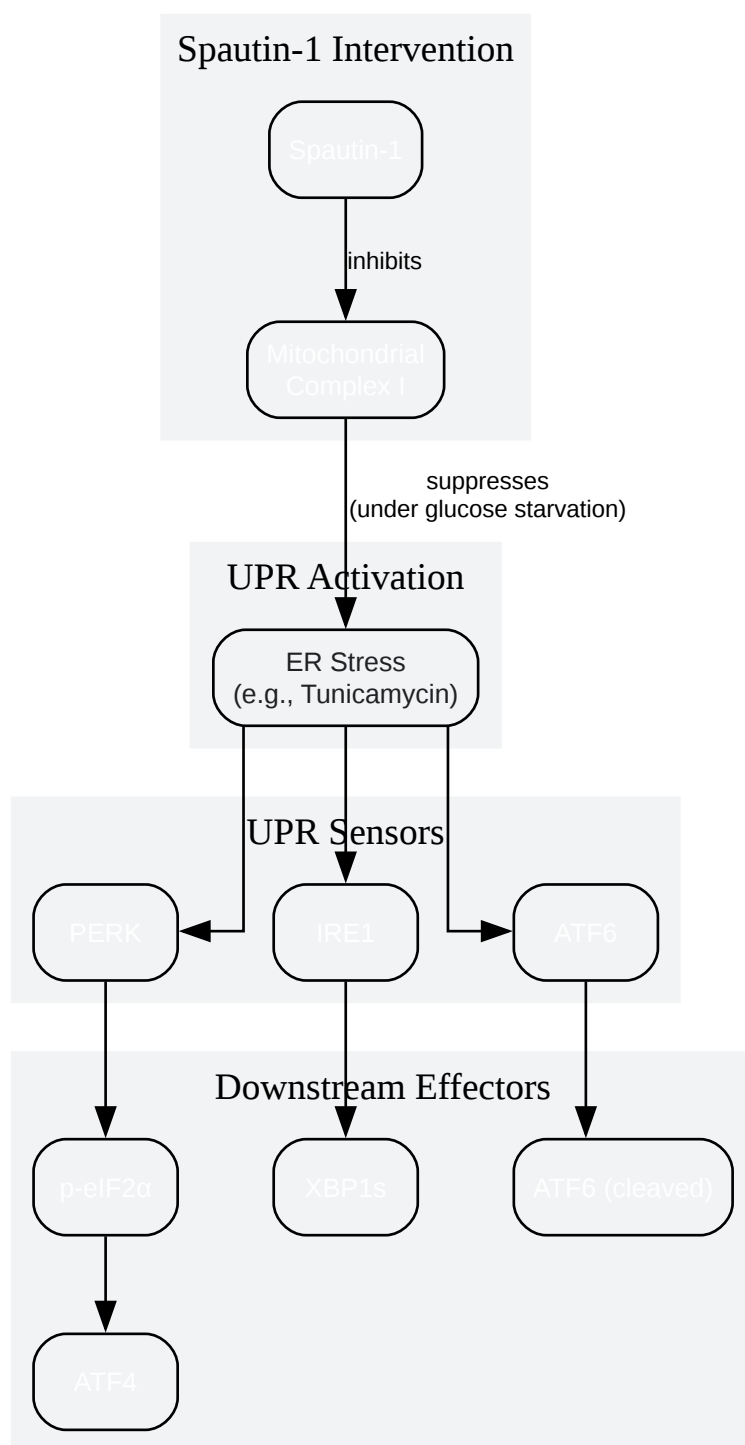 Spautin-1 Intervention
Spautin-1
inhibits
Mitochondrial
Complex I
suppresses
(under glucose starvation)
UPR Activation
ER Stress
(e.g., Tunicamycin)
UPR Sensors
PERK
IRE1
ATF6
Downstream Effectors
p-eIF2α
XBP1s
ATF6 (cleaved)
ATF4